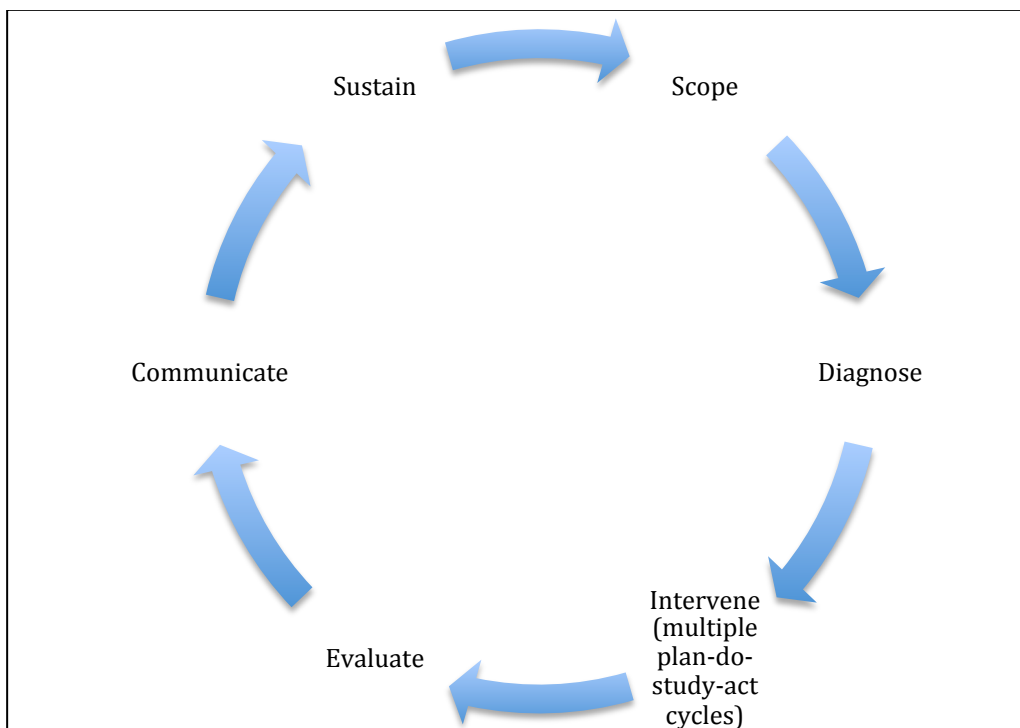 Sustain
Scope
Diagnose
Intervene
(multiple
plan-do-
study-act
cycles)
Evaluate
Communicate